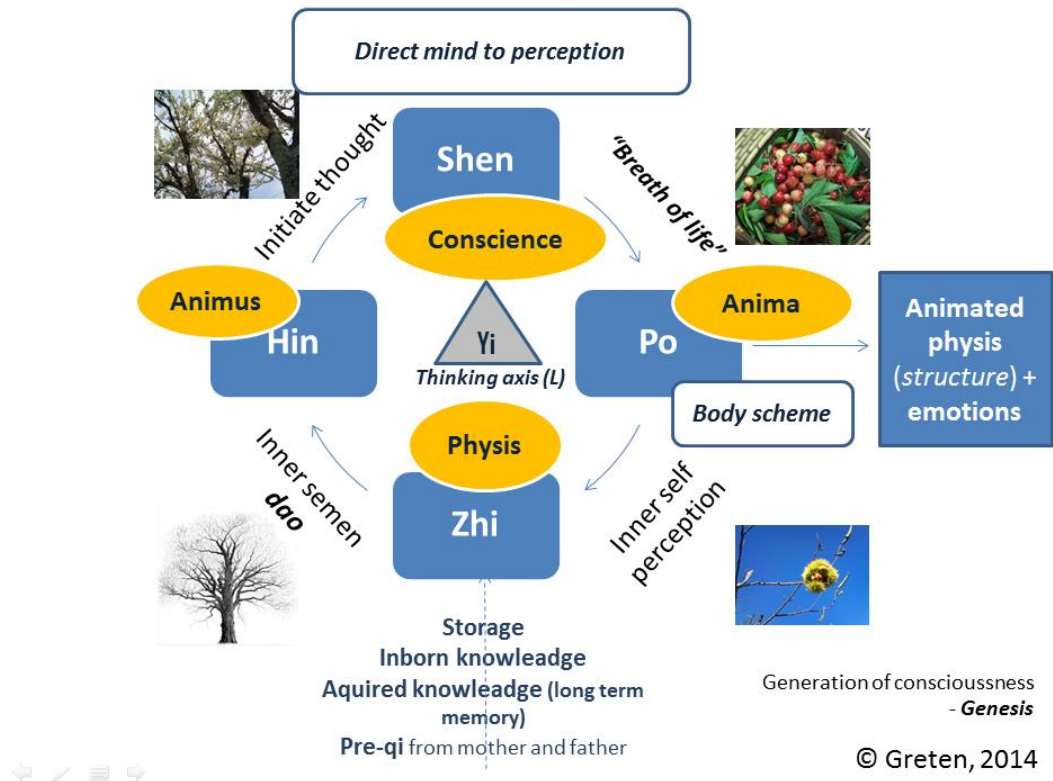 Direct mind to perception
Initiate thought
Shen
"Breath of life"
Conscience
Animus
Hin
Yi
Thinking axis (L)
Po
Anima
Animated
physis
(structure) +
emotions
Body scheme
Physis
Zhi
Inner semen
dao
Inner self
perception
Storage
Inborn knowleadge
Aquired knowleadge (long term
memory)
Pre-qi from mother and father
Generation of conscioussness
- Genesis
© Greten, 2014